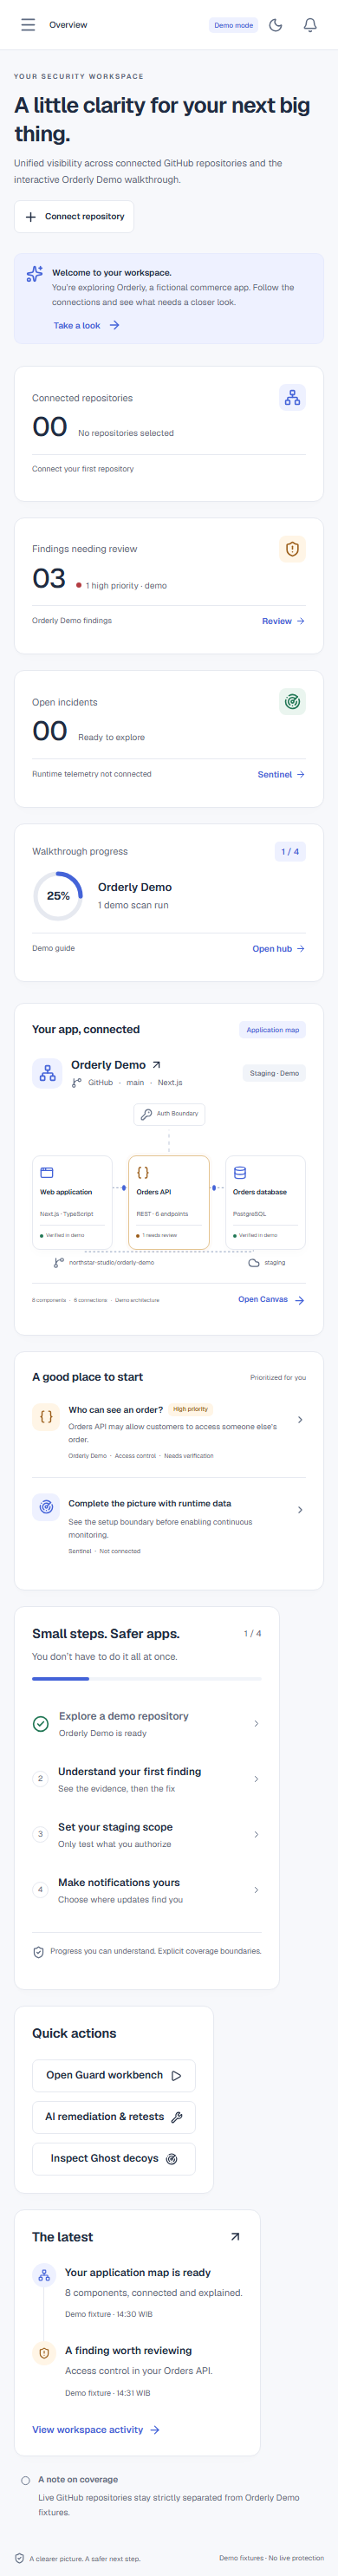 Overview
Demo mode
YOUR SECURITY WORKSPACE
A little clarity for your next big
thing.
Unified visibility across connected GitHub repositories and the
interactive Orderly Demo walkthrough.
Connect repository
Welcome to your workspace.
You're exploring Orderly, a fictional commerce app. Follow the
connections and see what needs a closer look.
Take a look
Connected repositories
00 No repositories selected
Connect your first repository
Findings needing review
03 1 high priority · demo
Orderly Demo findings Review
Open incidents
00 Ready to explore
Runtime telemetry not connected Sentinel
Walkthrough progress 1 / 4
25%
Orderly Demo
1 demo scan run
Demo guide Open hub
Your app, connected Application map
Orderly Demo
GitHub · main · Next.js
Staging · Demo
Auth Boundary
Web application
Next.js · TypeScript
Verified in demo
Orders API
REST · 6 endpoints
1 needs review
Orders database
PostgreSQL
Verified in demo
northstar-studio/orderly-demo staging
8 components · 8 connections · Demo architecture Open Canvas
A good place to start Prioritized for you
Who can see an order? High priority
Orders API may allow customers to access someone else's
order.
Orderly Demo · Access control · Needs verification
Complete the picture with runtime data
See the setup boundary before enabling continuous
monitoring.
Sentinel · Not connected
Small steps. Safer apps. 1 / 4
You don't have to do it all at once.
Explore a demo repository
Orderly Demo is ready
2 Understand your first finding
See the evidence, then the fix
3 Set your staging scope
Only test what you authorize
4 Make notifications yours
Choose where updates find you
Progress you can understand. Explicit coverage boundaries.
Quick actions
Open Guard workbench
AI remediation & retests
Inspect Ghost decoys
The latest
Your application map is ready
8 components, connected and explained.
Demo fixture · 14:30 WIB
A finding worth reviewing
Access control in your Orders API.
Demo fixture · 14:31 WIB
View workspace activity
A note on coverage
Live GitHub repositories stay strictly separated from Orderly Demo
fixtures.
A clearer picture. A safer next step. Demo fixtures · No live protection